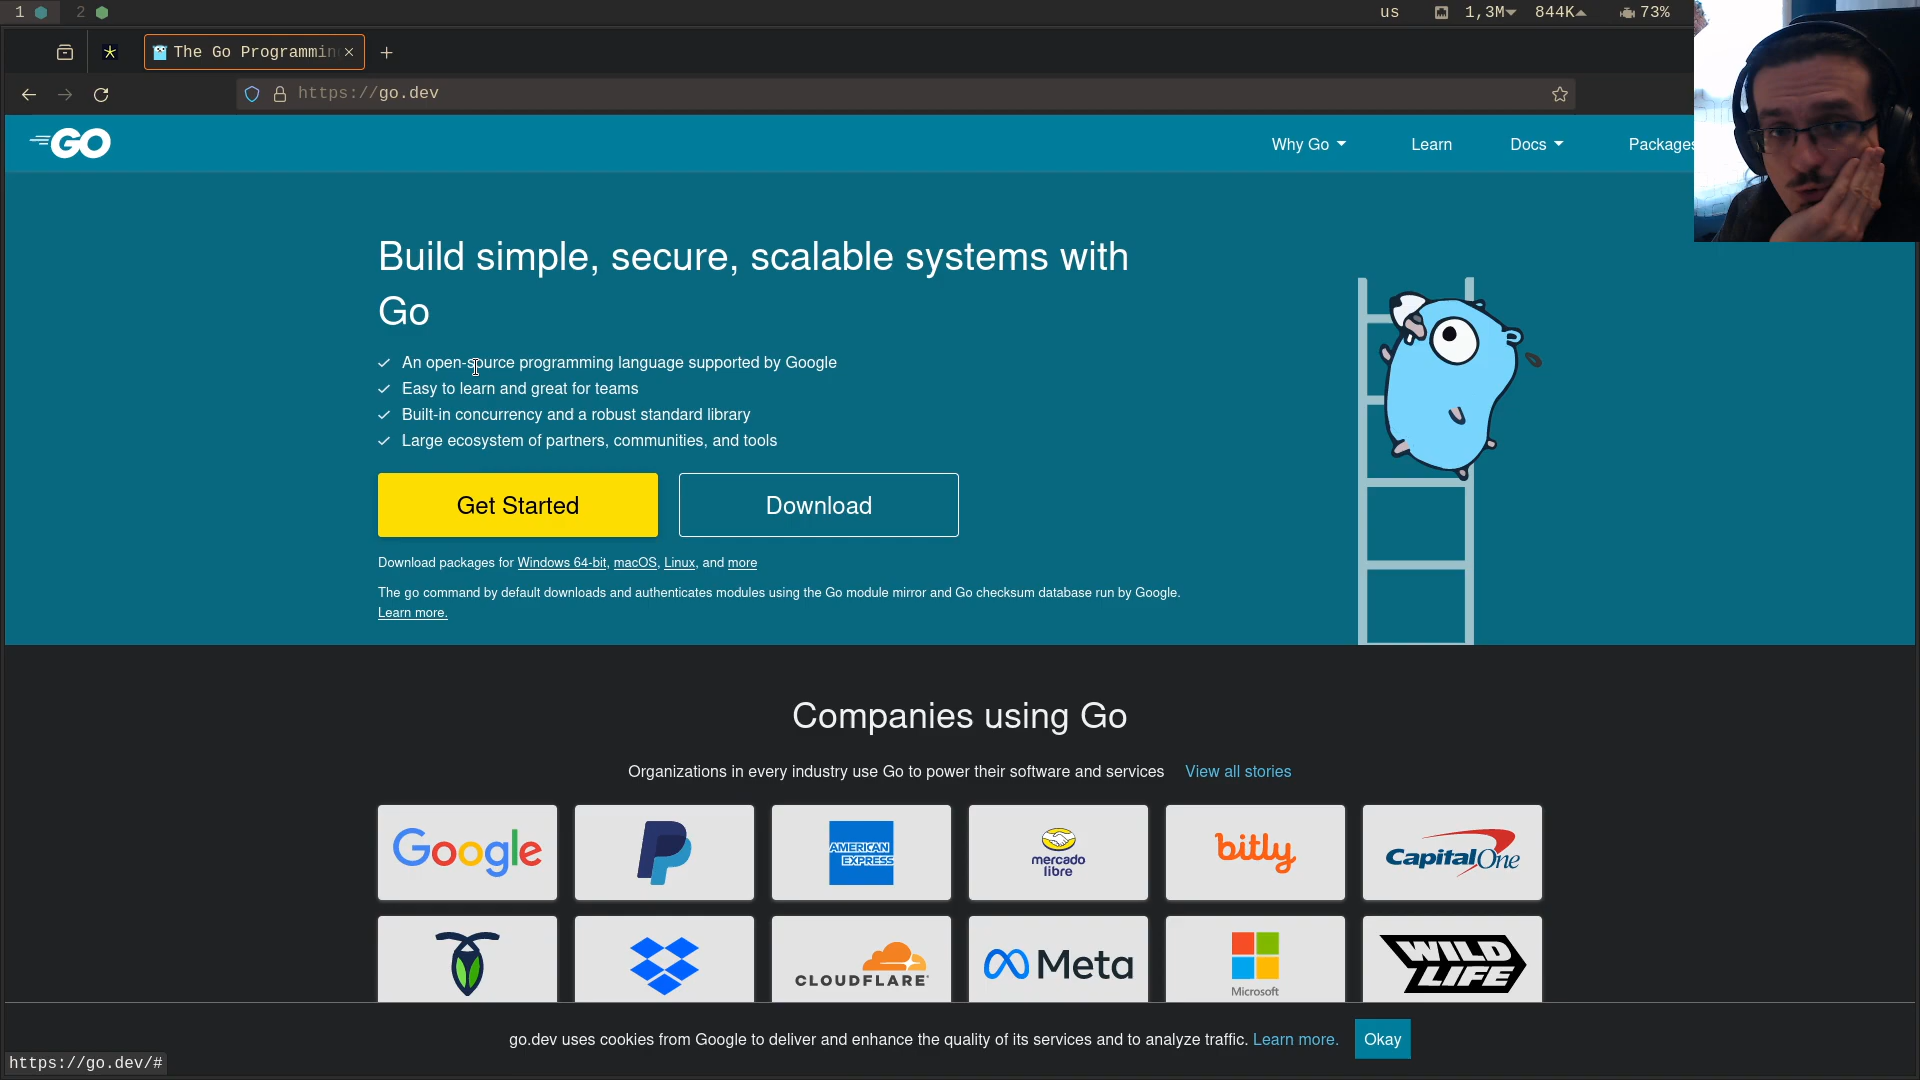 1 2 us 1,3M 844K 73%
The Go Programmin
https://go.dev
GO Why Go Learn Docs Packages
Build simple, secure, scalable systems with
Go
An open-source programming language supported by Google
Easy to learn and great for teams
Built-in concurrency and a robust standard library
Large ecosystem of partners, communities, and tools
Get Started Download
Download packages for Windows 64-bit, macOS, Linux, and more
The go command by default downloads and authenticates modules using the Go module mirror and Go checksum database run by Google.
Learn more.
Companies using Go
Organizations in every industry use Go to power their software and services View all stories
Google AMERICAN EXPRESS mercado libre bitly CapitalOne
CLOUDFLARE Meta Microsoft WILD LIFE
go.dev uses cookies from Google to deliver and enhance the quality of its services and to analyze traffic. Learn more. Okay
https://go.dev/#